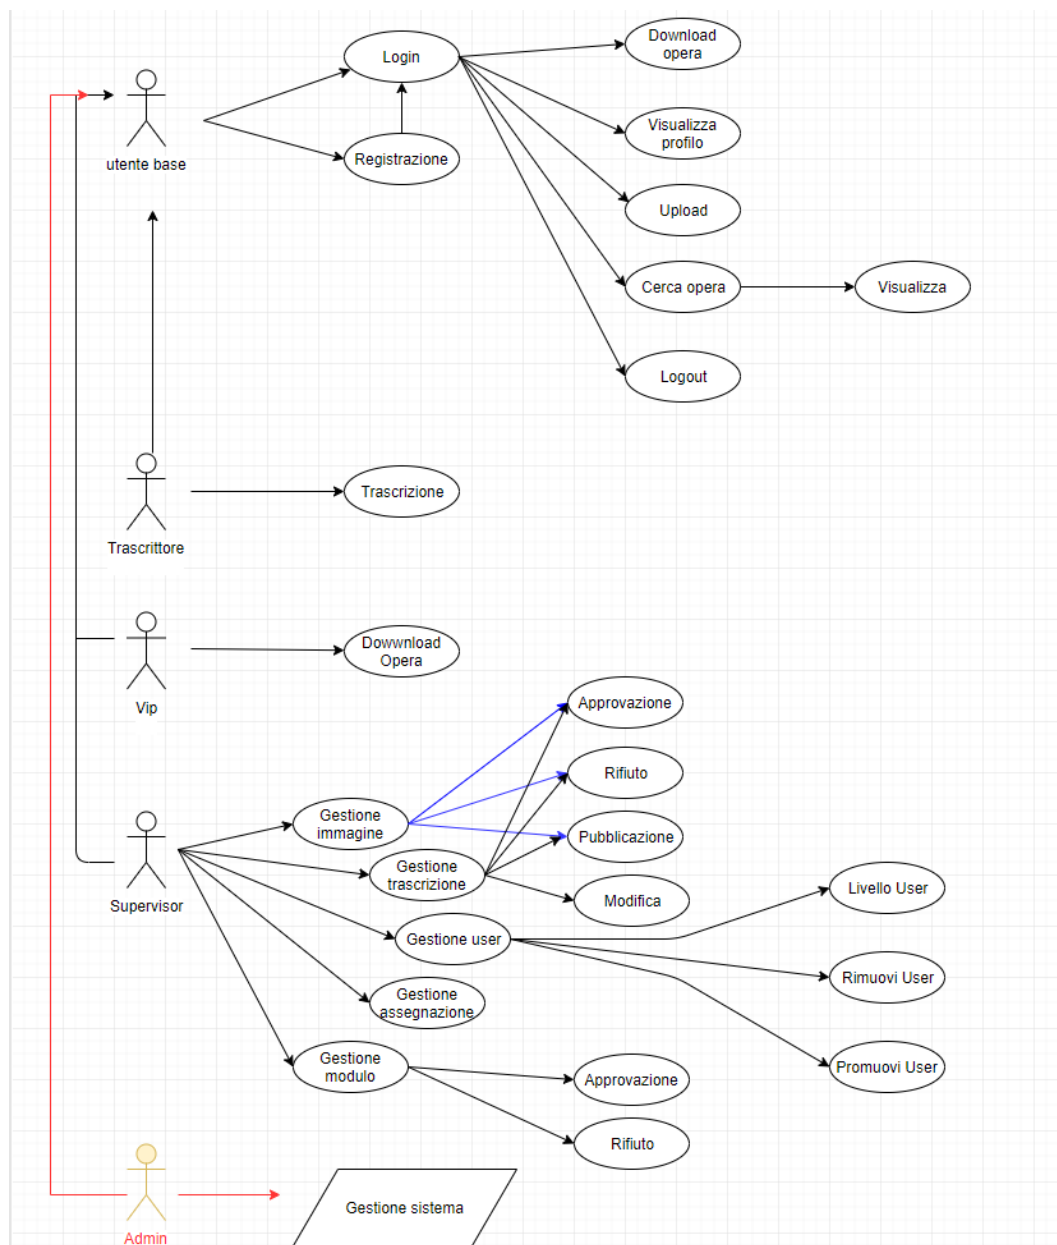 Login
Download
opera
utente base
Registrazione
Visualizza
profilo
Upload
Cerca opera
Visualizza
Logout
Trascrittore
Trascrizione
Vip
Dowwnload
Opera
Approvazione
Rifiuto
Gestione
immagine
Pubblicazione
Supervisor
Gestione
trascrizione
Modifica
Livello User
Gestione user
Rimuovi User
Gestione
assegnazione
Gestione
modulo
Promuovi User
Approvazione
Rifiuto
Admin
Gestione sistema